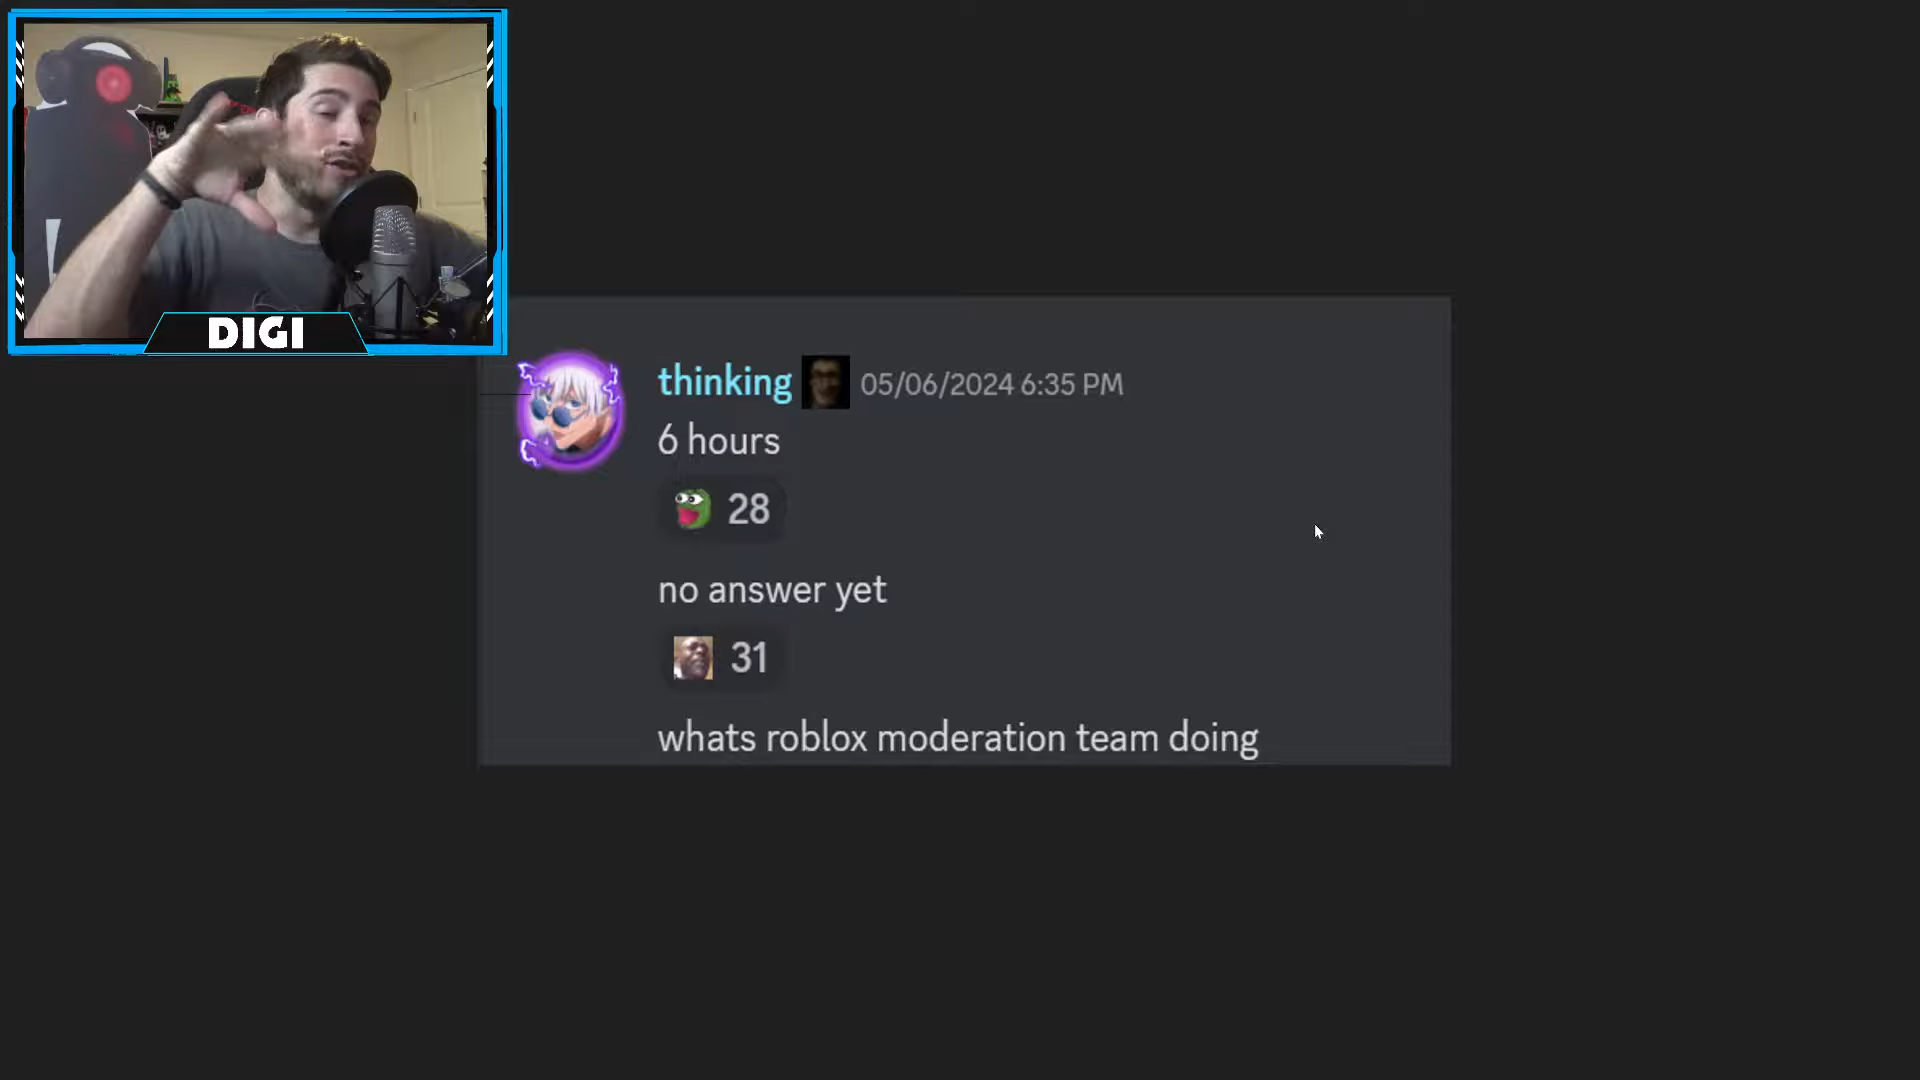 DIGI
thinking 05/06/2024 6:35 PM
6 hours
28
no answer yet
31
whats roblox moderation team doing